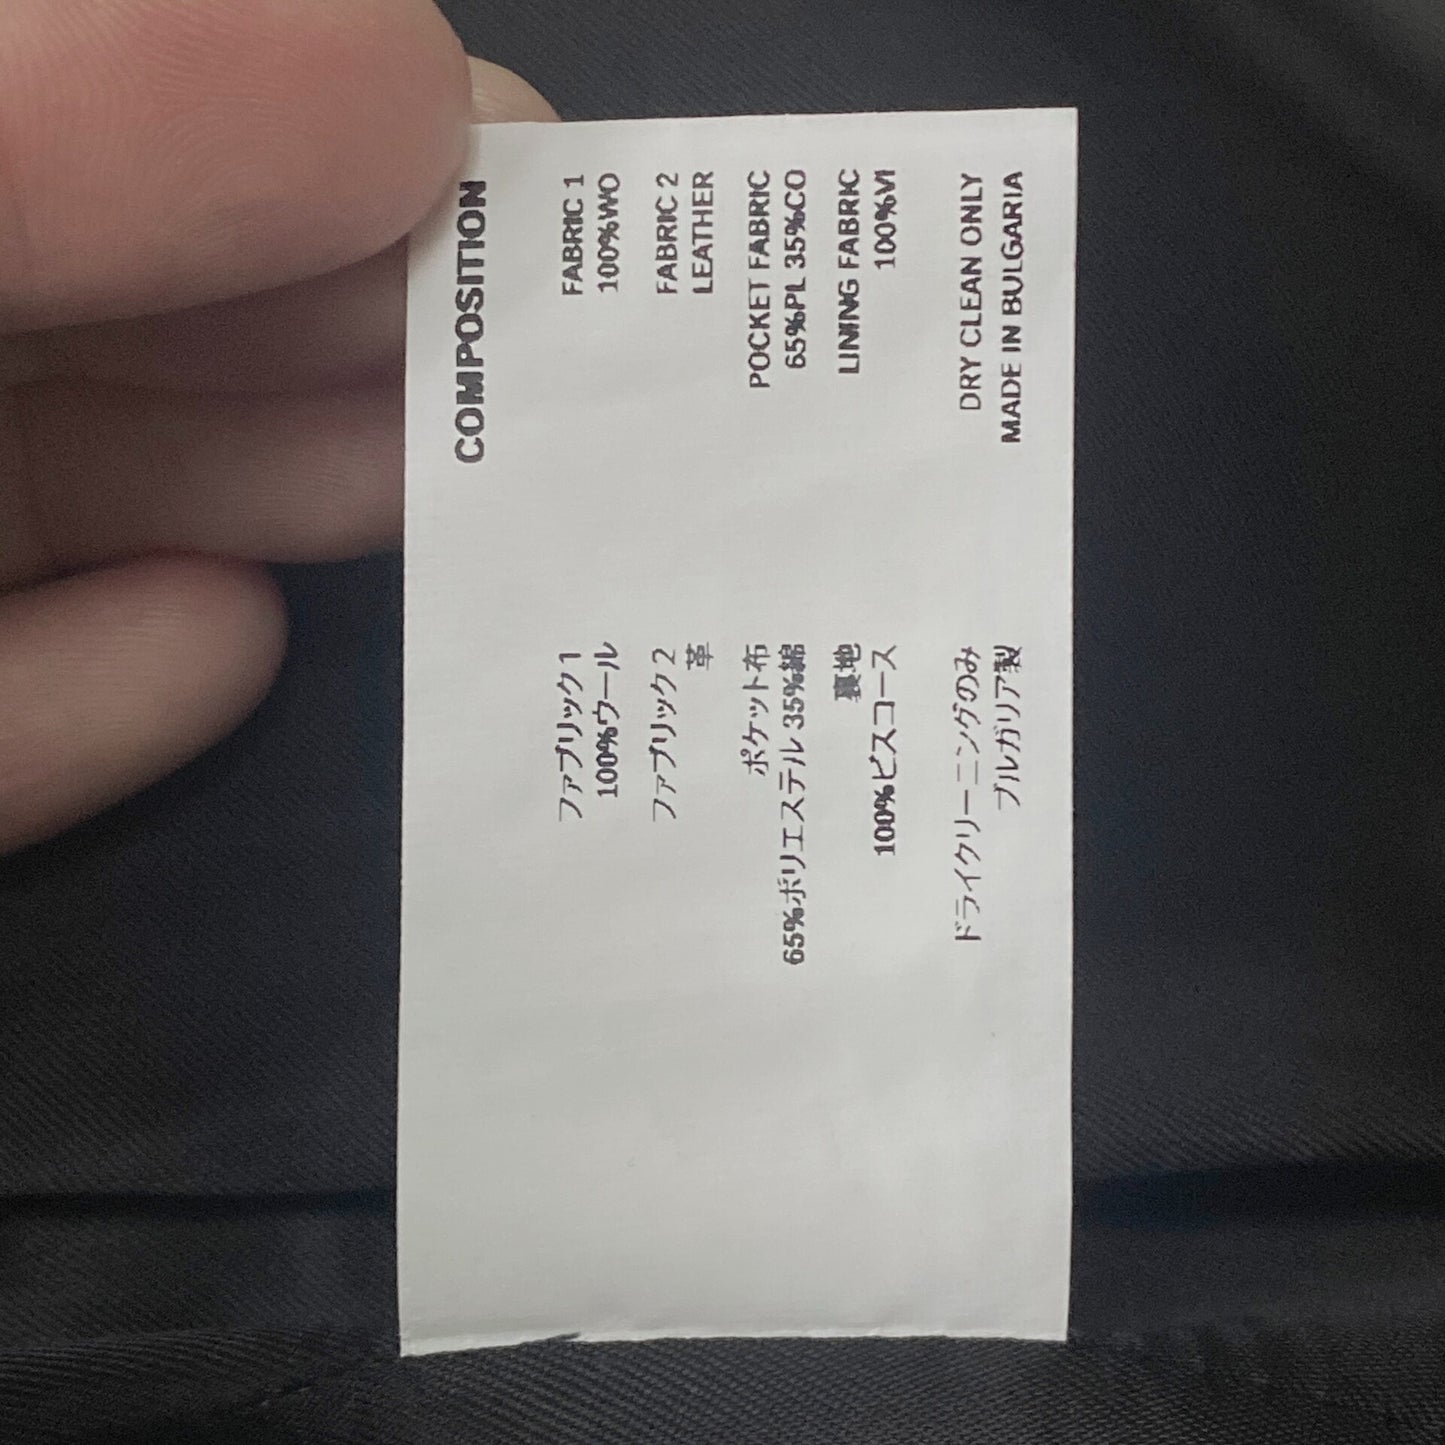 COMPOSITION
FABRIC 1
100%WO
FABRIC 2
LEATHER
POCKET FABRIC
65%PL 35%CO
LINING FABRIC
100%VI
DRY CLEAN ONLY
MADE IN BULGARIA
ファブリック1
100%ウール
ファブリック2
革
ポケット布
65%ポリエステル 35%綿
裏地
100%ビスコース
ドライクリーニングのみ
ブルガリア製